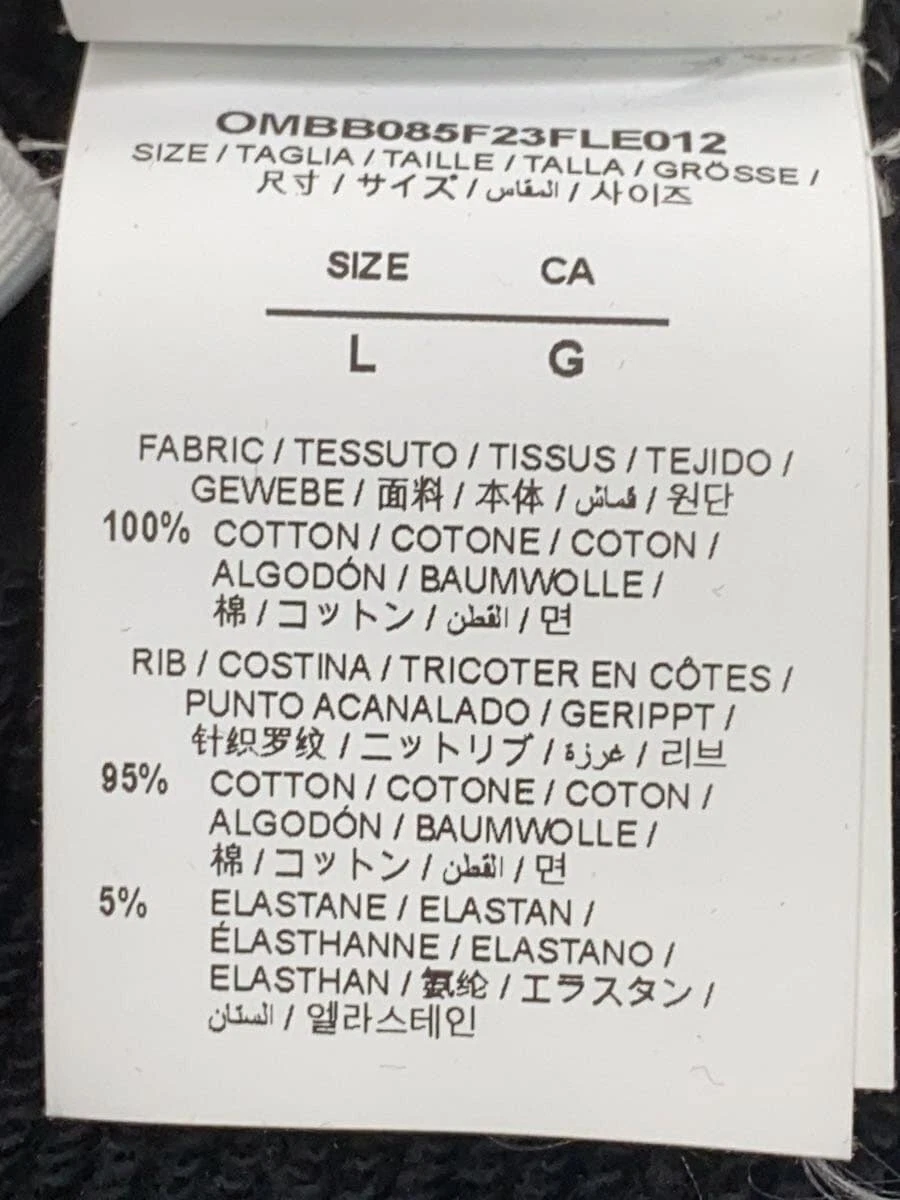 OMBB085F23FLE012
SIZE / TAGLIA / TAILLE / TALLA / GRÖSSE /
尺寸 / サイズ / المقاس / 사이즈
SIZE CA
L G
FABRIC / TESSUTO / TISSUS / TEJIDO /
GEWEBE / 面料 / 本体 / قماش / 원단
100% COTTON / COTONE / COTON /
ALGODÓN / BAUMWOLLE /
棉 / コットン / القطن / 면
RIB / COSTINA / TRICOTER EN CÔTES /
PUNTO ACANALADO / GERIPPT /
针织罗纹 / ニットリブ / غرزة / 리브
95% COTTON / COTONE / COTON /
ALGODÓN / BAUMWOLLE /
棉 / コットン / القطن / 면
5% ELASTANE / ELASTAN /
ÉLASTHANNE / ELASTANO /
ELASTHAN / 氨纶 / エラスタン /
الستان / 엘라스테인